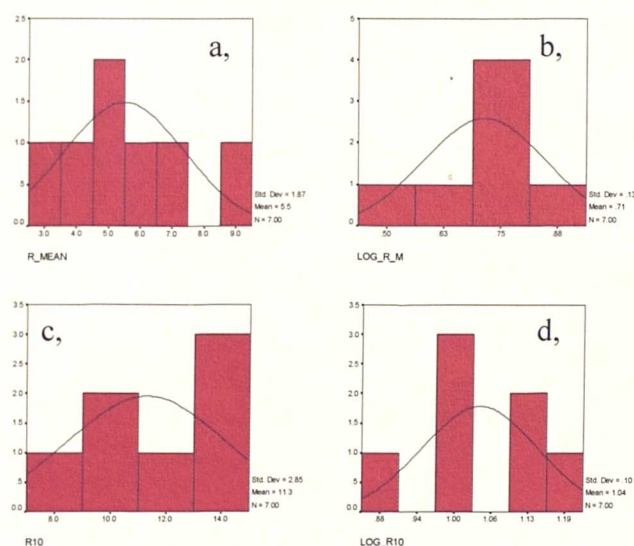 2.5
a,
2.0
1.5
1.0
.5
0.0
3.0 4.0 5.0 6.0 7.0 8.0 9.0
Std. Dev = 1.87
Mean = 5.5
N = 7.00
R_MEAN
5
b,
4
3
2
1
0
.50 .63 .75 .88
Std. Dev = .13
Mean = .71
N = 7.00
LOG_R_M
3.5
c,
3.0
2.5
2.0
1.5
1.0
.5
0.0
8.0 10.0 12.0 14.0
Std. Dev = 2.85
Mean = 11.3
N = 7.00
R10
3.5
d,
3.0
2.5
2.0
1.5
1.0
.5
0.0
.88 .94 1.00 1.06 1.13 1.19
Std. Dev = .10
Mean = 1.04
N = 7.00
LOG_R10